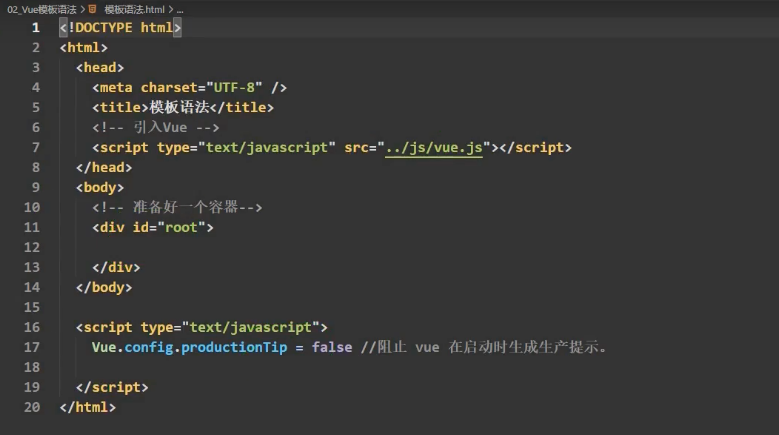 02_Vue模板语法 > 模板语法.html > ...
1 <!DOCTYPE html>
2 <html>
3 <head>
4 <meta charset="UTF-8" />
5 <title>模板语法</title>
6 <!-- 引入Vue -->
7 <script type="text/javascript" src="../js/vue.js"></script>
8 </head>
9 <body>
10 <!-- 准备好一个容器-->
11 <div id="root">
12
13 </div>
14 </body>
15
16 <script type="text/javascript">
17 Vue.config.productionTip = false //阻止 vue 在启动时生成生产提示。
18
19 </script>
20 </html>